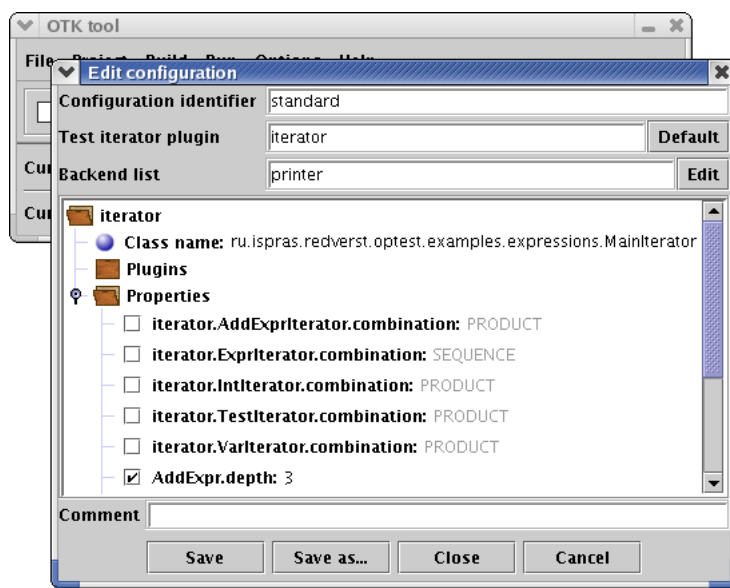 OTK tool
File
Edit configuration
Configuration identifier standard
Test iterator plugin iterator Default
Backend list printer Edit
iterator
Class name: ru.ispras.redverst.optest.examples.expressions.MainIterator
Plugins
Properties
iterator.AddExprIterator.combination: PRODUCT
iterator.ExprIterator.combination: SEQUENCE
iterator.IntIterator.combination: PRODUCT
iterator.TestIterator.combination: PRODUCT
iterator.VarIterator.combination: PRODUCT
AddExpr.depth: 3
Comment
Save Save as... Close Cancel